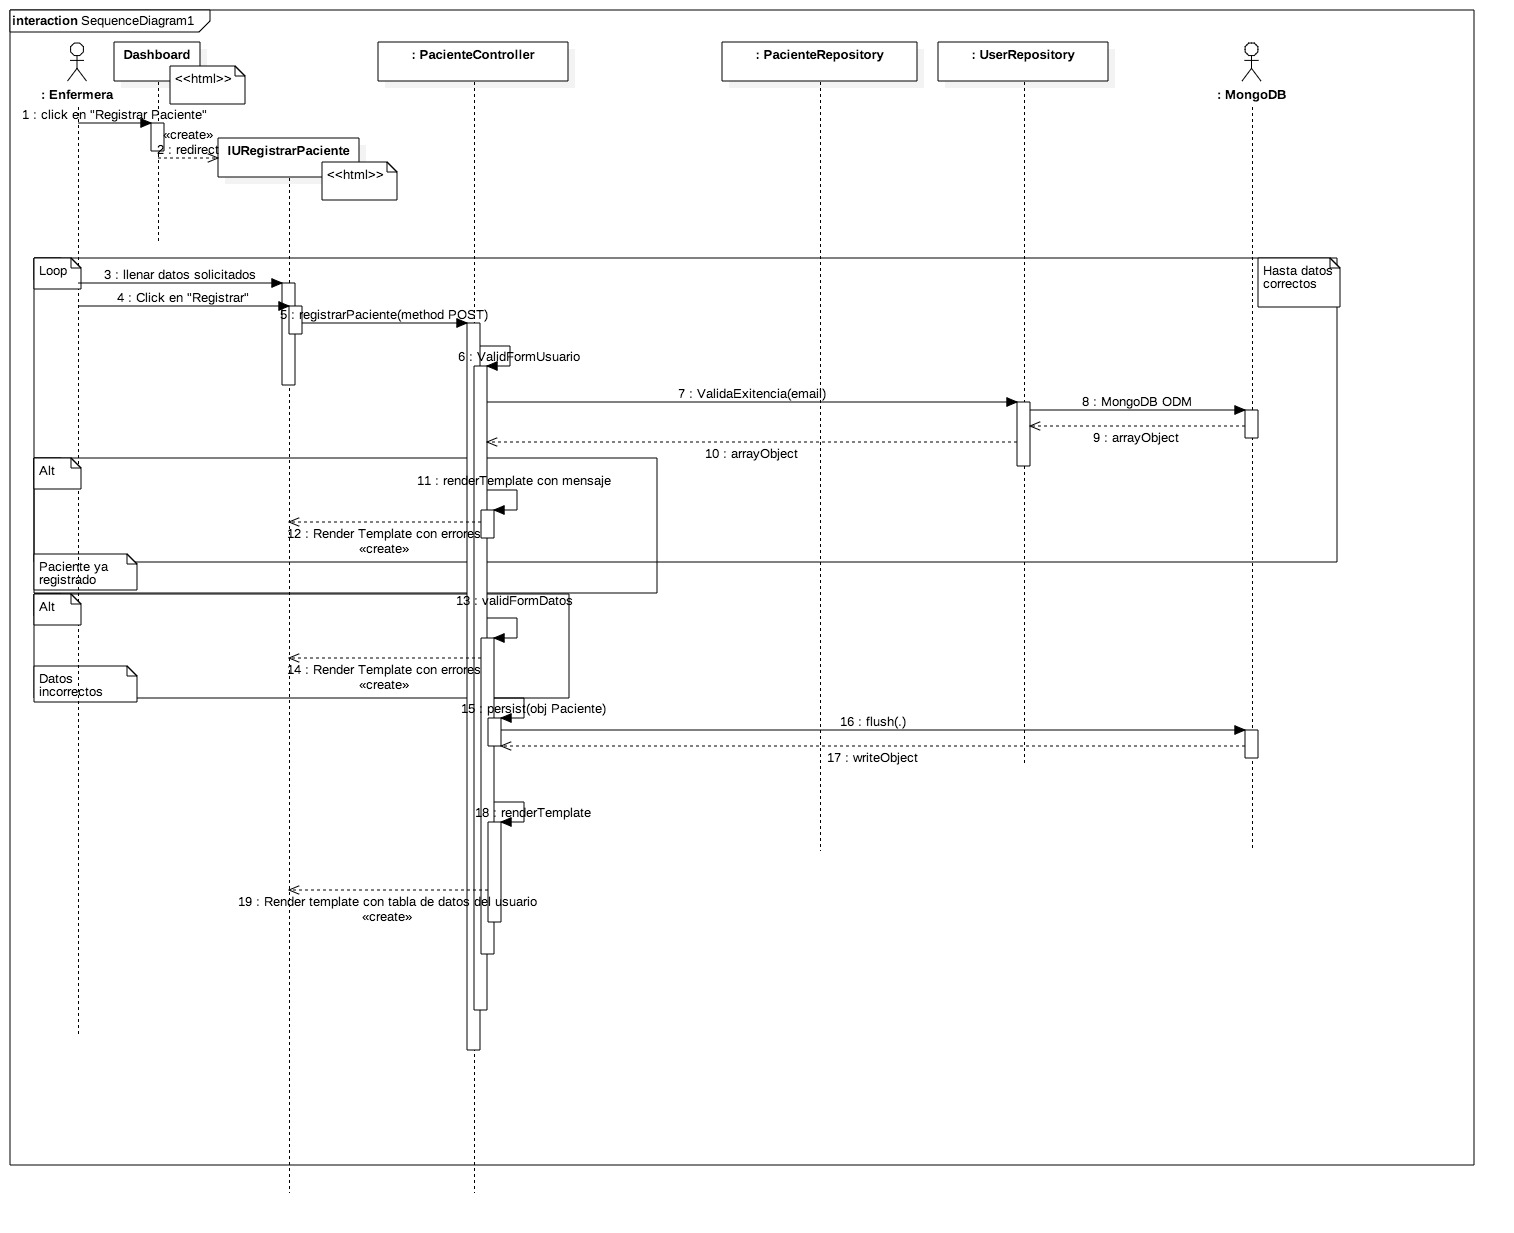 interaction SequenceDiagram1
Dashboard
: PacienteController
: PacienteRepository
: UserRepository
<<html>>
: Enfermera
: MongoDB
1 : click en "Registrar Paciente"
«create»
2 : redirect
IURegistrarPaciente
<<html>>
Loop
3 : llenar datos solicitados
Hasta datos
correctos
4 : Click en "Registrar"
5 : registrarPaciente(method POST)
6 : ValidFormUsuario
7 : ValidaExitencia(email)
8 : MongoDB ODM
9 : arrayObject
10 : arrayObject
Alt
11 : renderTemplate con mensaje
12 : Render Template con errores
«create»
Paciente ya
registrado
Alt
13 : validFormDatos
14 : Render Template con errores
«create»
Datos
incorrectos
15 : persist(obj Paciente)
16 : flush(.)
17 : writeObject
18 : renderTemplate
19 : Render template con tabla de datos del usuario
«create»